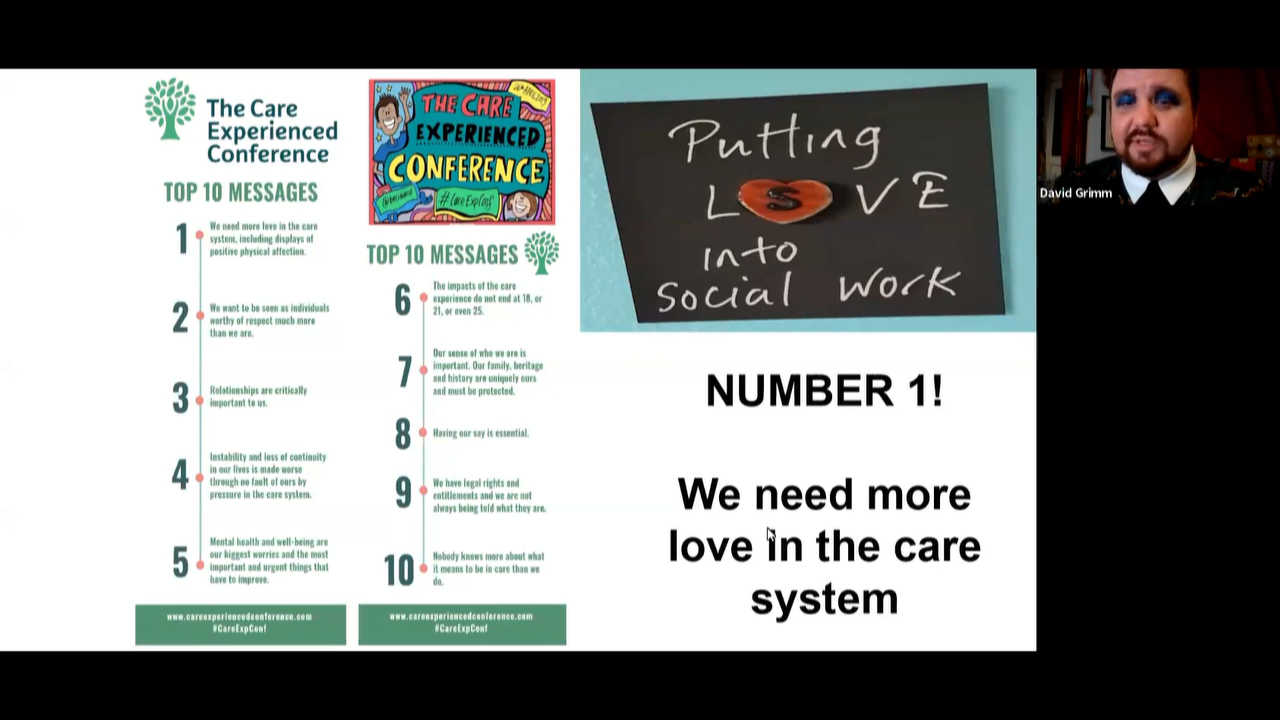 The Care
Experienced
Conference
TOP 10 MESSAGES
1
We need more love in the care
system, including displays of
positive physical affection.
2
We want to be seen as individuals
worthy of respect much more
than we are.
3
Relationships are critically
important to us.
4
Instability and loss of continuity
in our lives is made worse
through no fault of ours by
pressure in the care system.
5
Mental health and well-being are
our biggest worries and the most
important and urgent things that
have to improve.
www.careexperiencedconference.com
#CareExpConf
THE CARE
EXPERIENCED
CONFERENCE
#CareExpConf
TOP 10 MESSAGES
6
The impacts of the care
experience do not end at 18, or
21, or even 25.
7
Our sense of who we are is
important. Our family, heritage
and history are uniquely ours
and must be protected.
8
Having our say is essential.
9
We have legal rights and
entitlements and we are not
always being told what they are.
10
Nobody knows more about what
it means to be in care than we
do.
www.careexperiencedconference.com
#CareExpConf
Putting
L S V E
into
social work
NUMBER 1!
We need more
love in the care
system
David Grimm